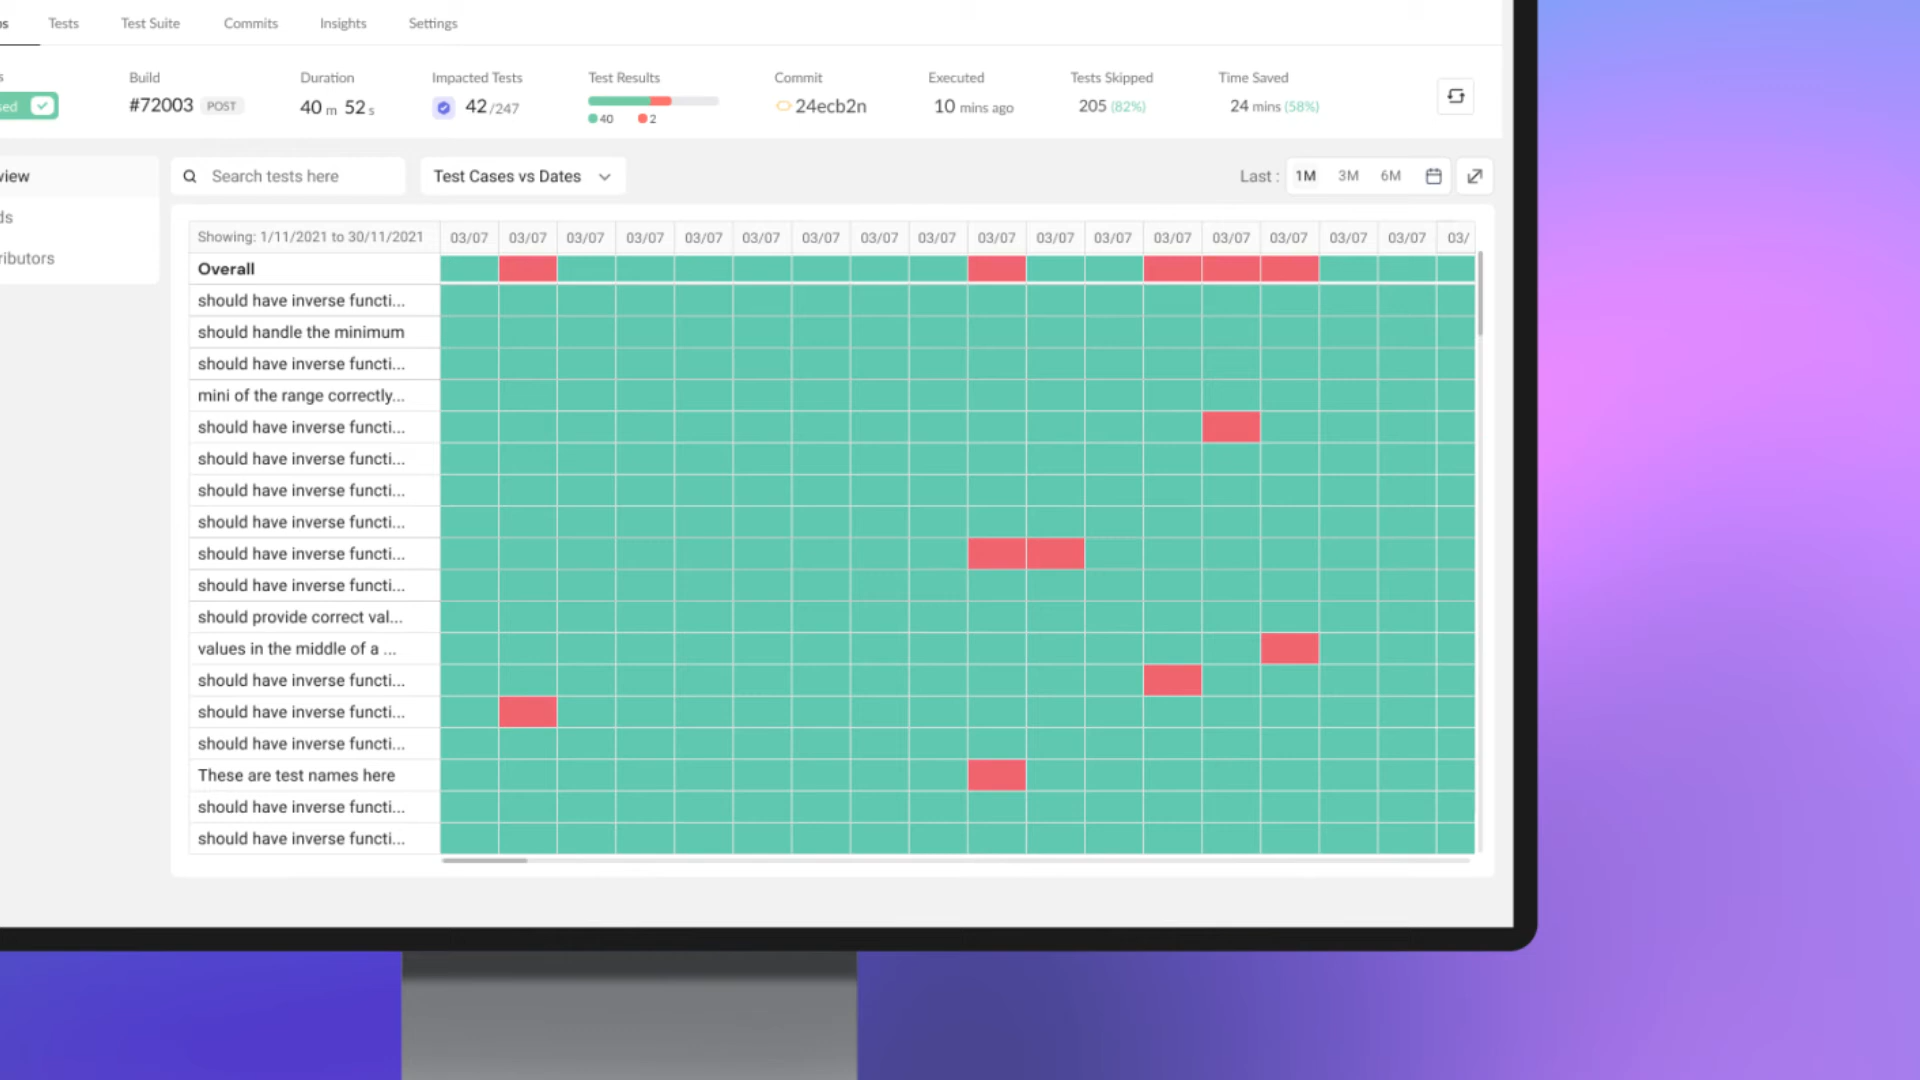 Tests Test Suite Commits Insights Settings
Build Duration Impacted Tests Test Results Commit Executed Tests Skipped Time Saved
#72003 POST 40 m 52 s 42/247 24ecb2n 10 mins ago 205 (82%) 24 mins (58%)
40 2
Search tests here Test Cases vs Dates Last : 1M 3M 6M
Showing: 1/11/2021 to 30/11/2021 03/07 03/07 03/07 03/07 03/07 03/07 03/07 03/07 03/07 03/07 03/07 03/07 03/07 03/07 03/07 03/07 03/07 03/
Overall
should have inverse functi...
should handle the minimum
should have inverse functi...
mini of the range correctly...
should have inverse functi...
should have inverse functi...
should have inverse functi...
should have inverse functi...
should have inverse functi...
should have inverse functi...
should provide correct val...
values in the middle of a ...
should have inverse functi...
should have inverse functi...
should have inverse functi...
These are test names here
should have inverse functi...
should have inverse functi...